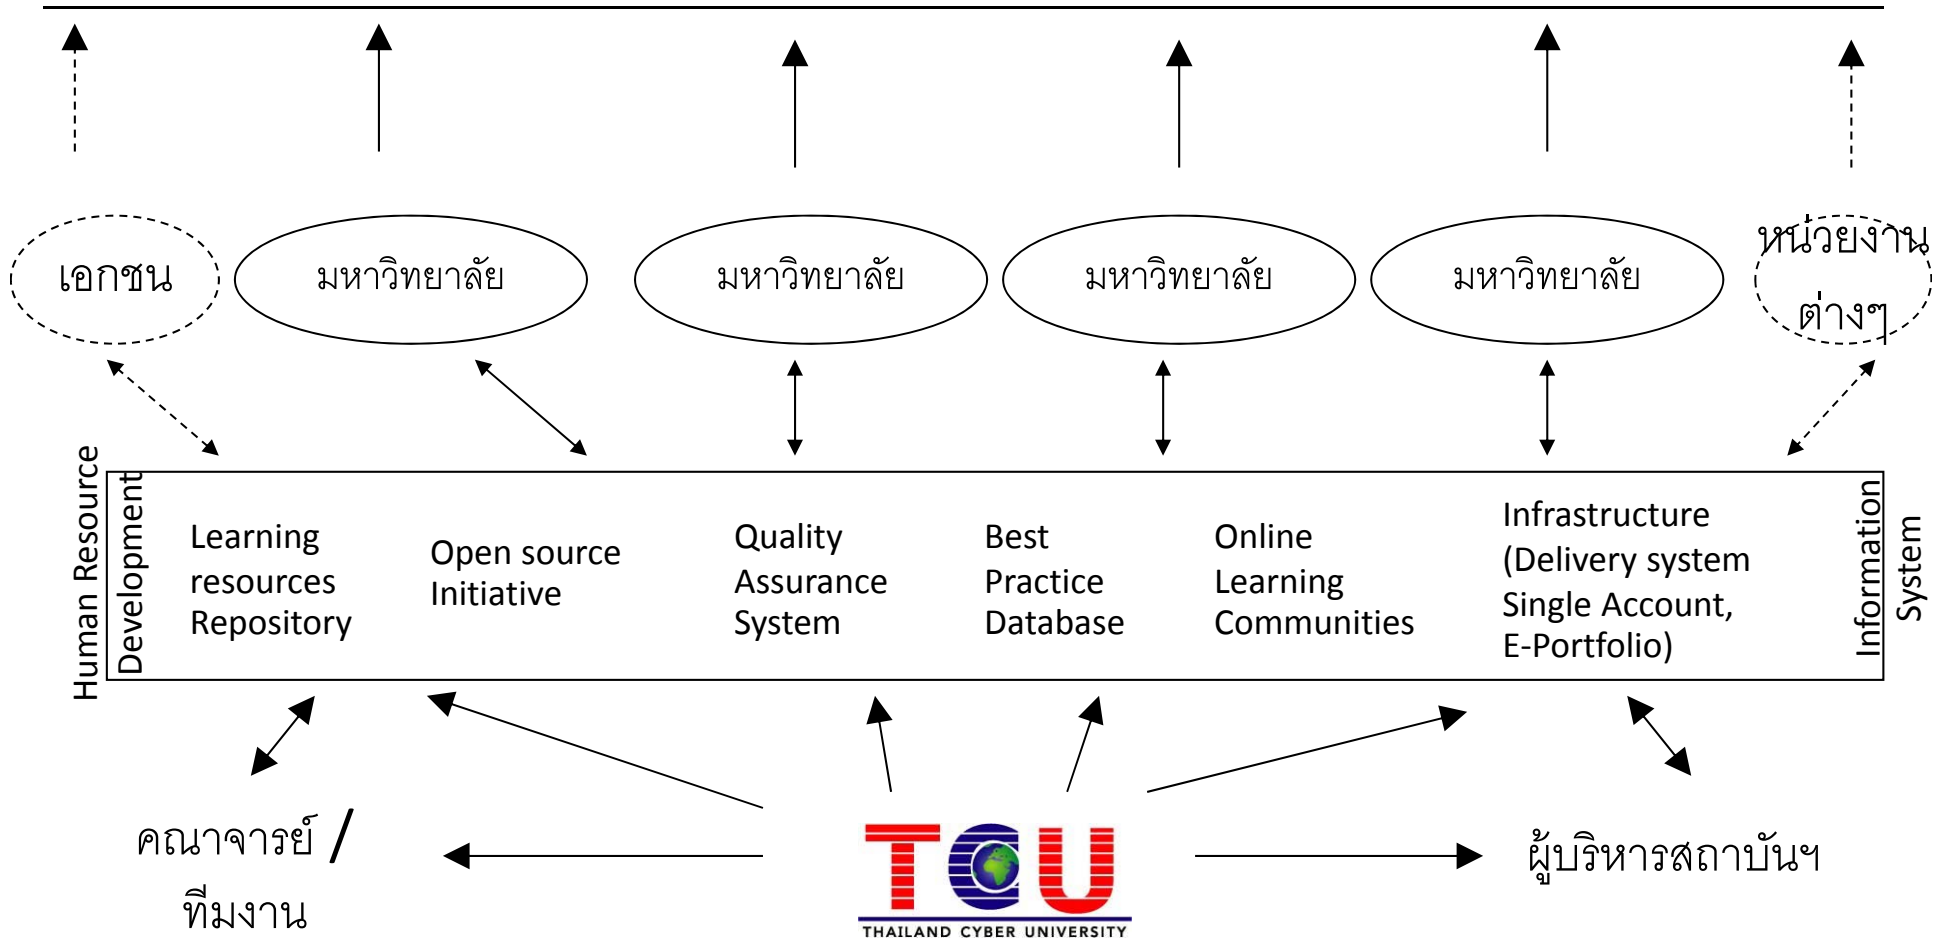 เอกชน
มหาวิทยาลัย
มหาวิทยาลัย
มหาวิทยาลัย
มหาวิทยาลัย
หน่วยงาน
ต่างๆ
Human Resource
Development
Learning
resources
Repository
Open source
Initiative
Quality
Assurance
System
Best
Practice
Database
Online
Learning
Communities
Infrastructure
(Delivery system
Single Account,
E-Portfolio)
Information
System
คณาจารย์ /
ทีมงาน
TCU
THAILAND CYBER UNIVERSITY
ผู้บริหารสถาบันฯ